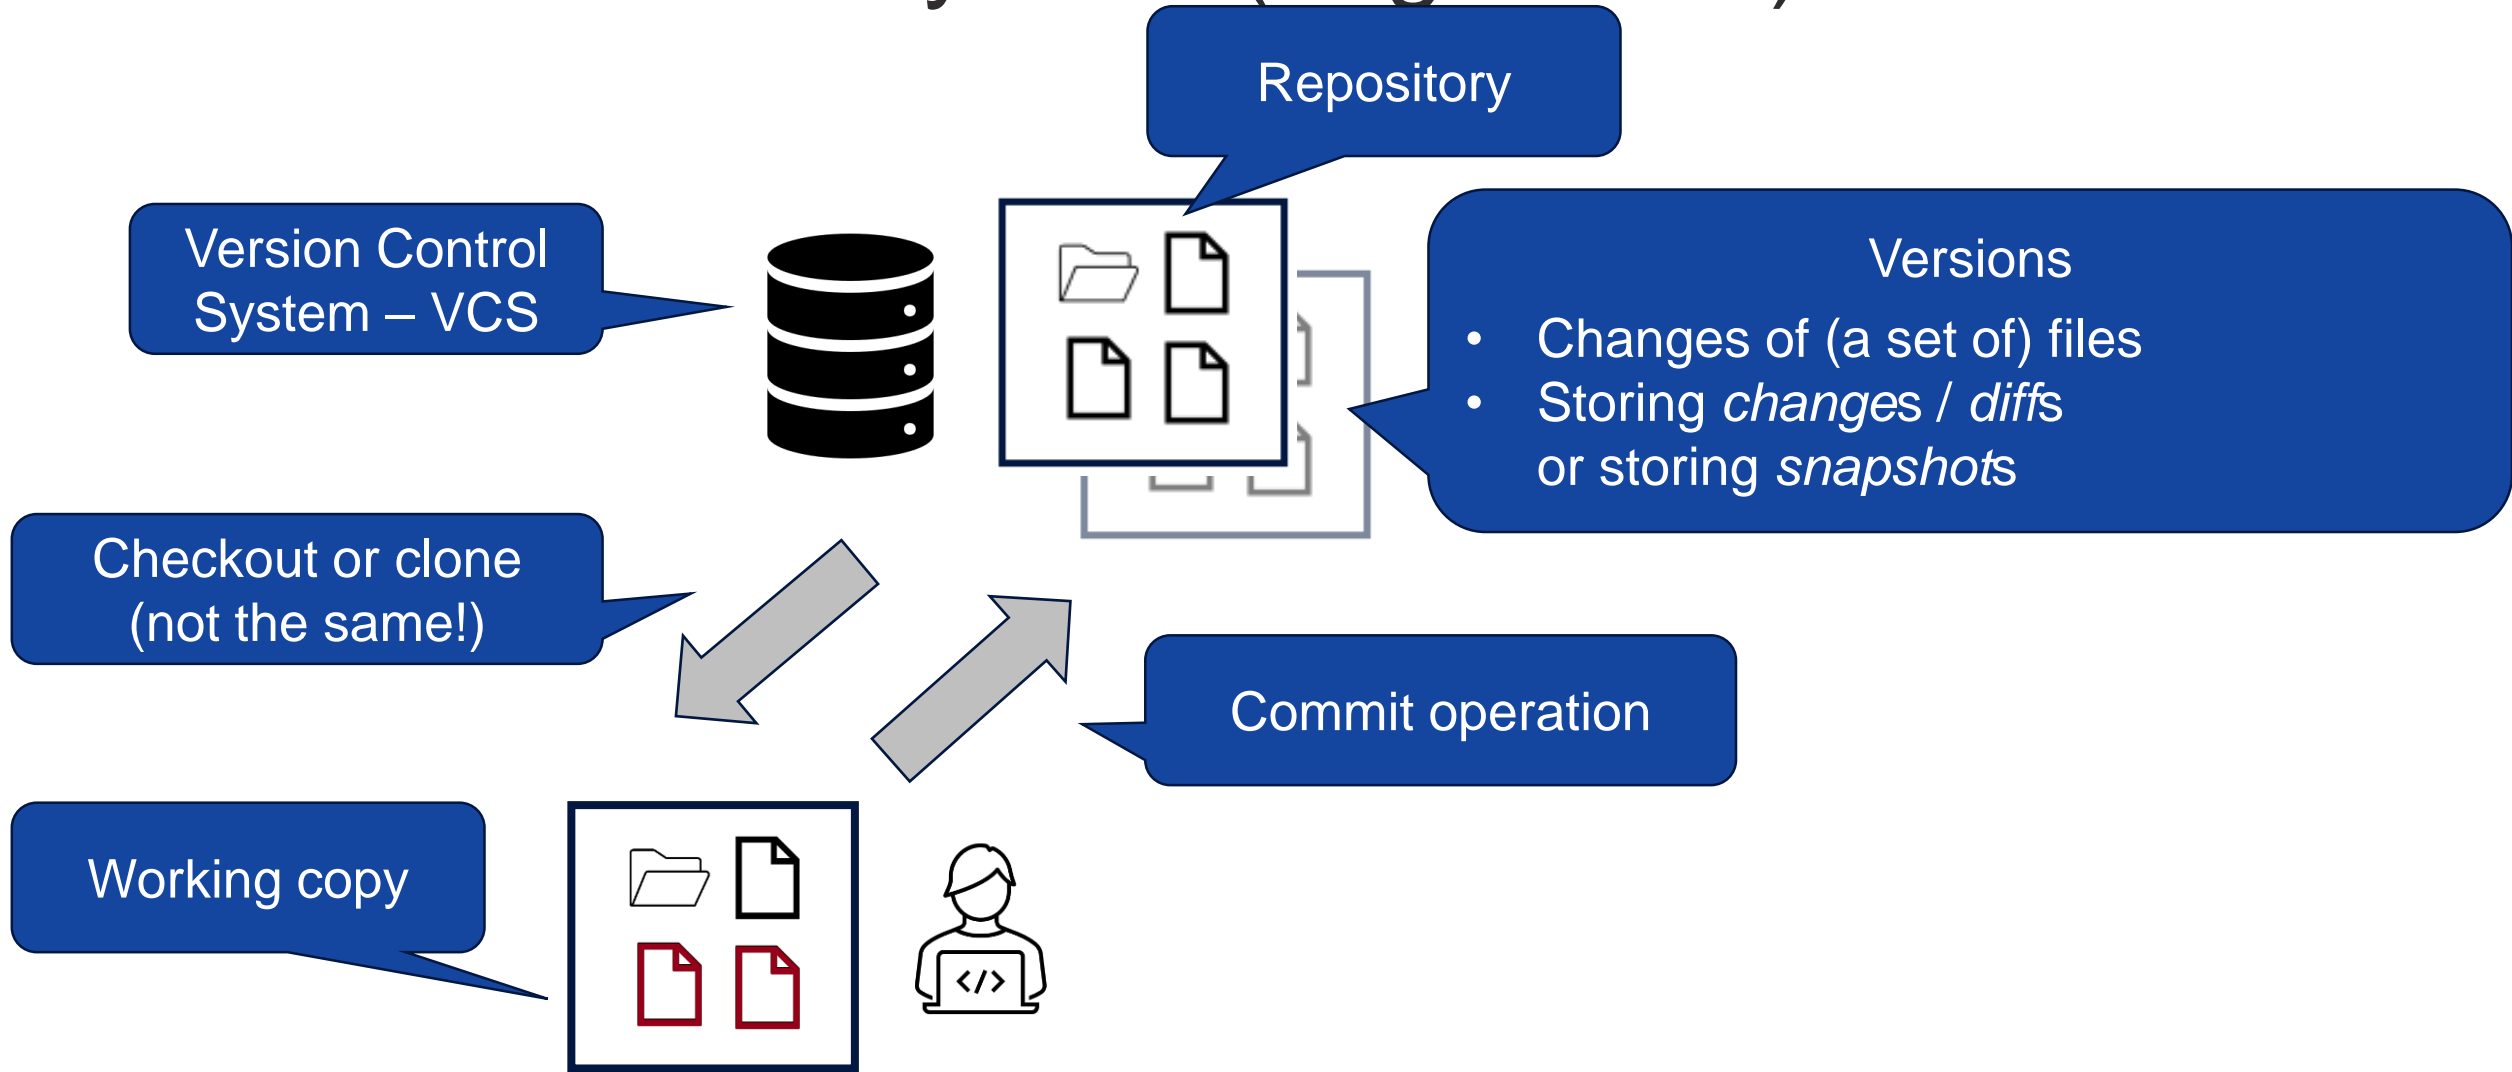 Repository
Version Control
System – VCS
Versions
• Changes of (a set of) files
• Storing changes / diffs
or storing snapshots
Checkout or clone
(not the same!)
Commit operation
Working copy
</>